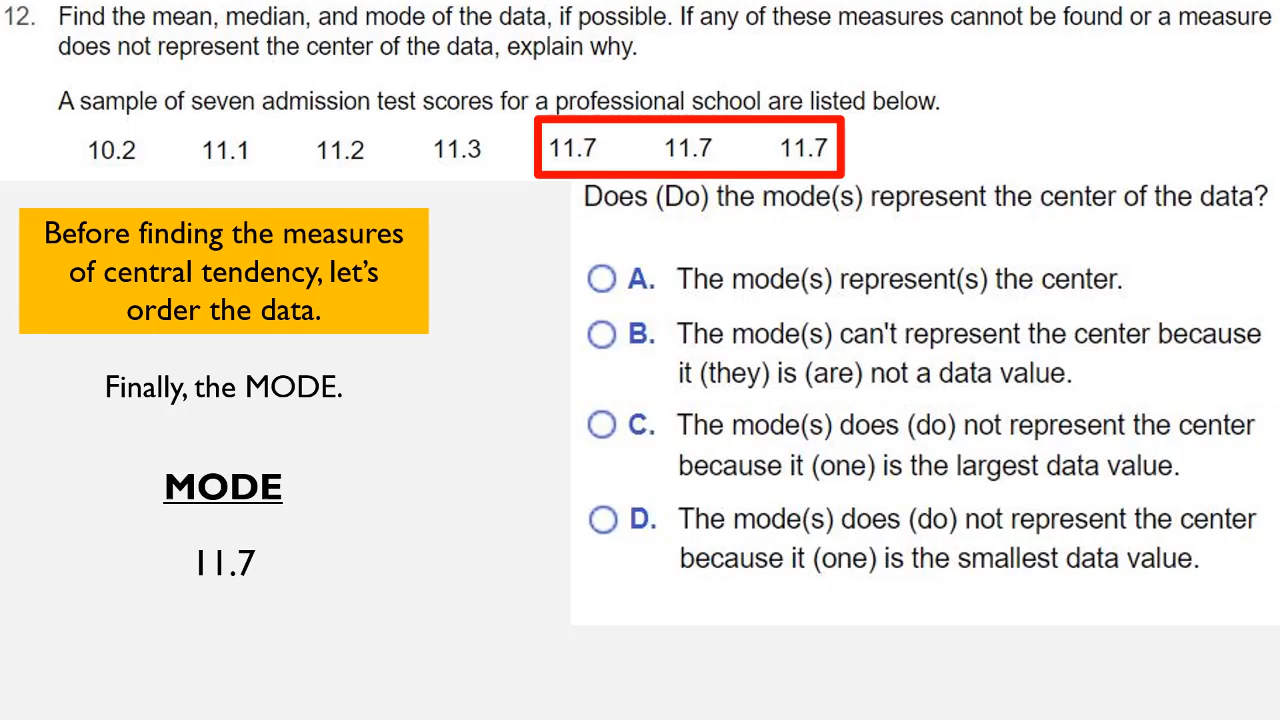 12. Find the mean, median, and mode of the data, if possible. If any of these measures cannot be found or a measure
does not represent the center of the data, explain why.
A sample of seven admission test scores for a professional school are listed below.
10.2 11.1 11.2 11.3 11.7 11.7 11.7
Before finding the measures
of central tendency, let's
order the data.
Finally, the MODE.
MODE
11.7
Does (Do) the mode(s) represent the center of the data?
A. The mode(s) represent(s) the center.
B. The mode(s) can't represent the center because
it (they) is (are) not a data value.
C. The mode(s) does (do) not represent the center
because it (one) is the largest data value.
D. The mode(s) does (do) not represent the center
because it (one) is the smallest data value.